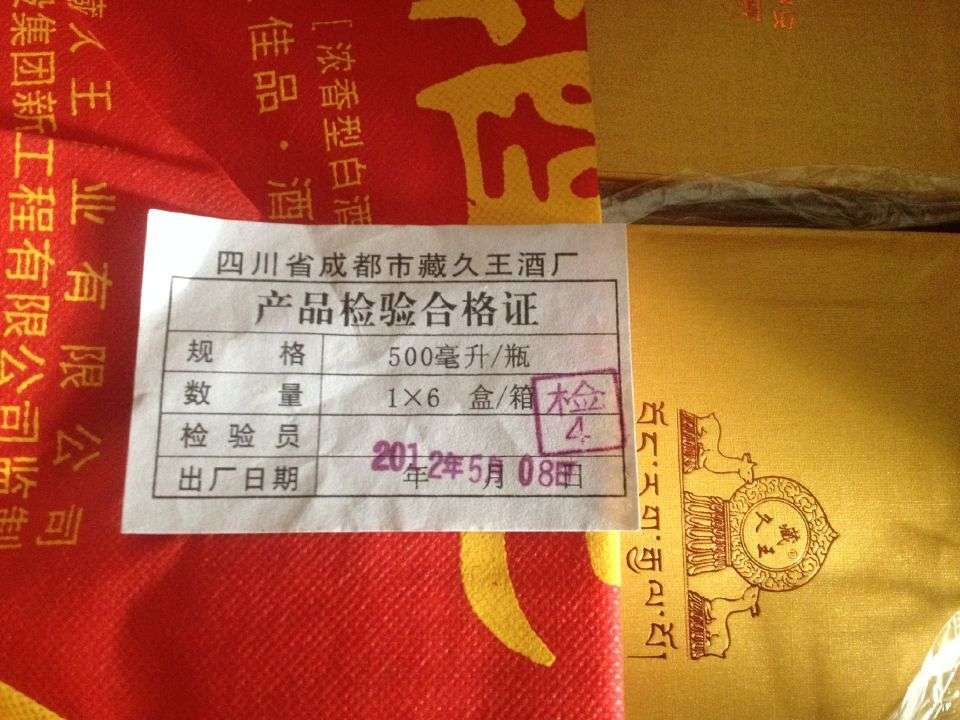 四川省成都市藏久王酒厂
产品检验合格证
规 格 500毫升/瓶
数 量 1×6 盒/箱
检验员 检4
出厂日期 2012年5月08日
[浓香型白酒
佳品·酒
藏久王 业有限公司
集团新工程有限公司监制
藏久王